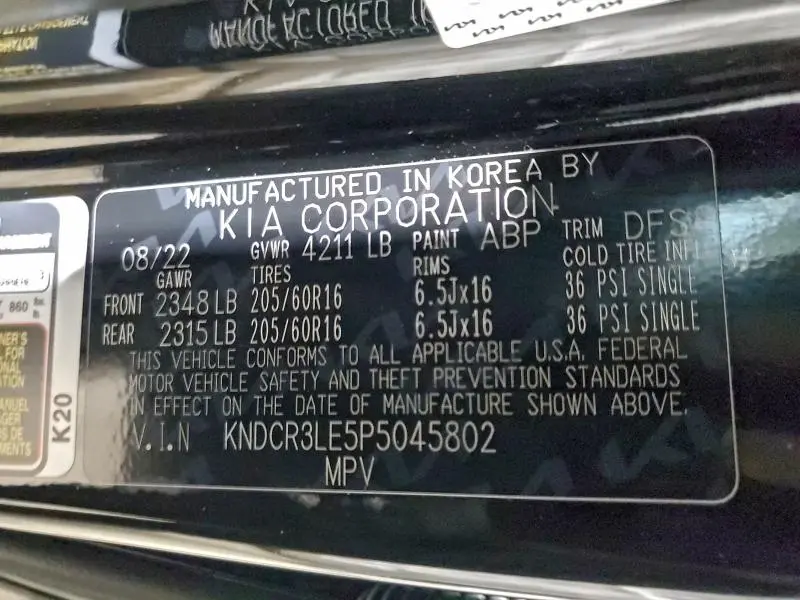 MANUFACTURED IN KOREA BY
KIA CORPORATION
08/22 GVWR 4211 LB PAINT ABP TRIM DFS
GAWR TIRES RIMS COLD TIRE INFL
FRONT 2348 LB 205/60R16 6.5Jx16 36 PSI SINGLE
REAR 2315 LB 205/60R16 6.5Jx16 36 PSI SINGLE
THIS VEHICLE CONFORMS TO ALL APPLICABLE U.S.A. FEDERAL
MOTOR VEHICLE SAFETY AND THEFT PREVENTION STANDARDS
IN EFFECT ON THE DATE OF MANUFACTURE SHOWN ABOVE.
V.I.N KNDCR3LE5P5045802
MPV
860 lbs.
K20